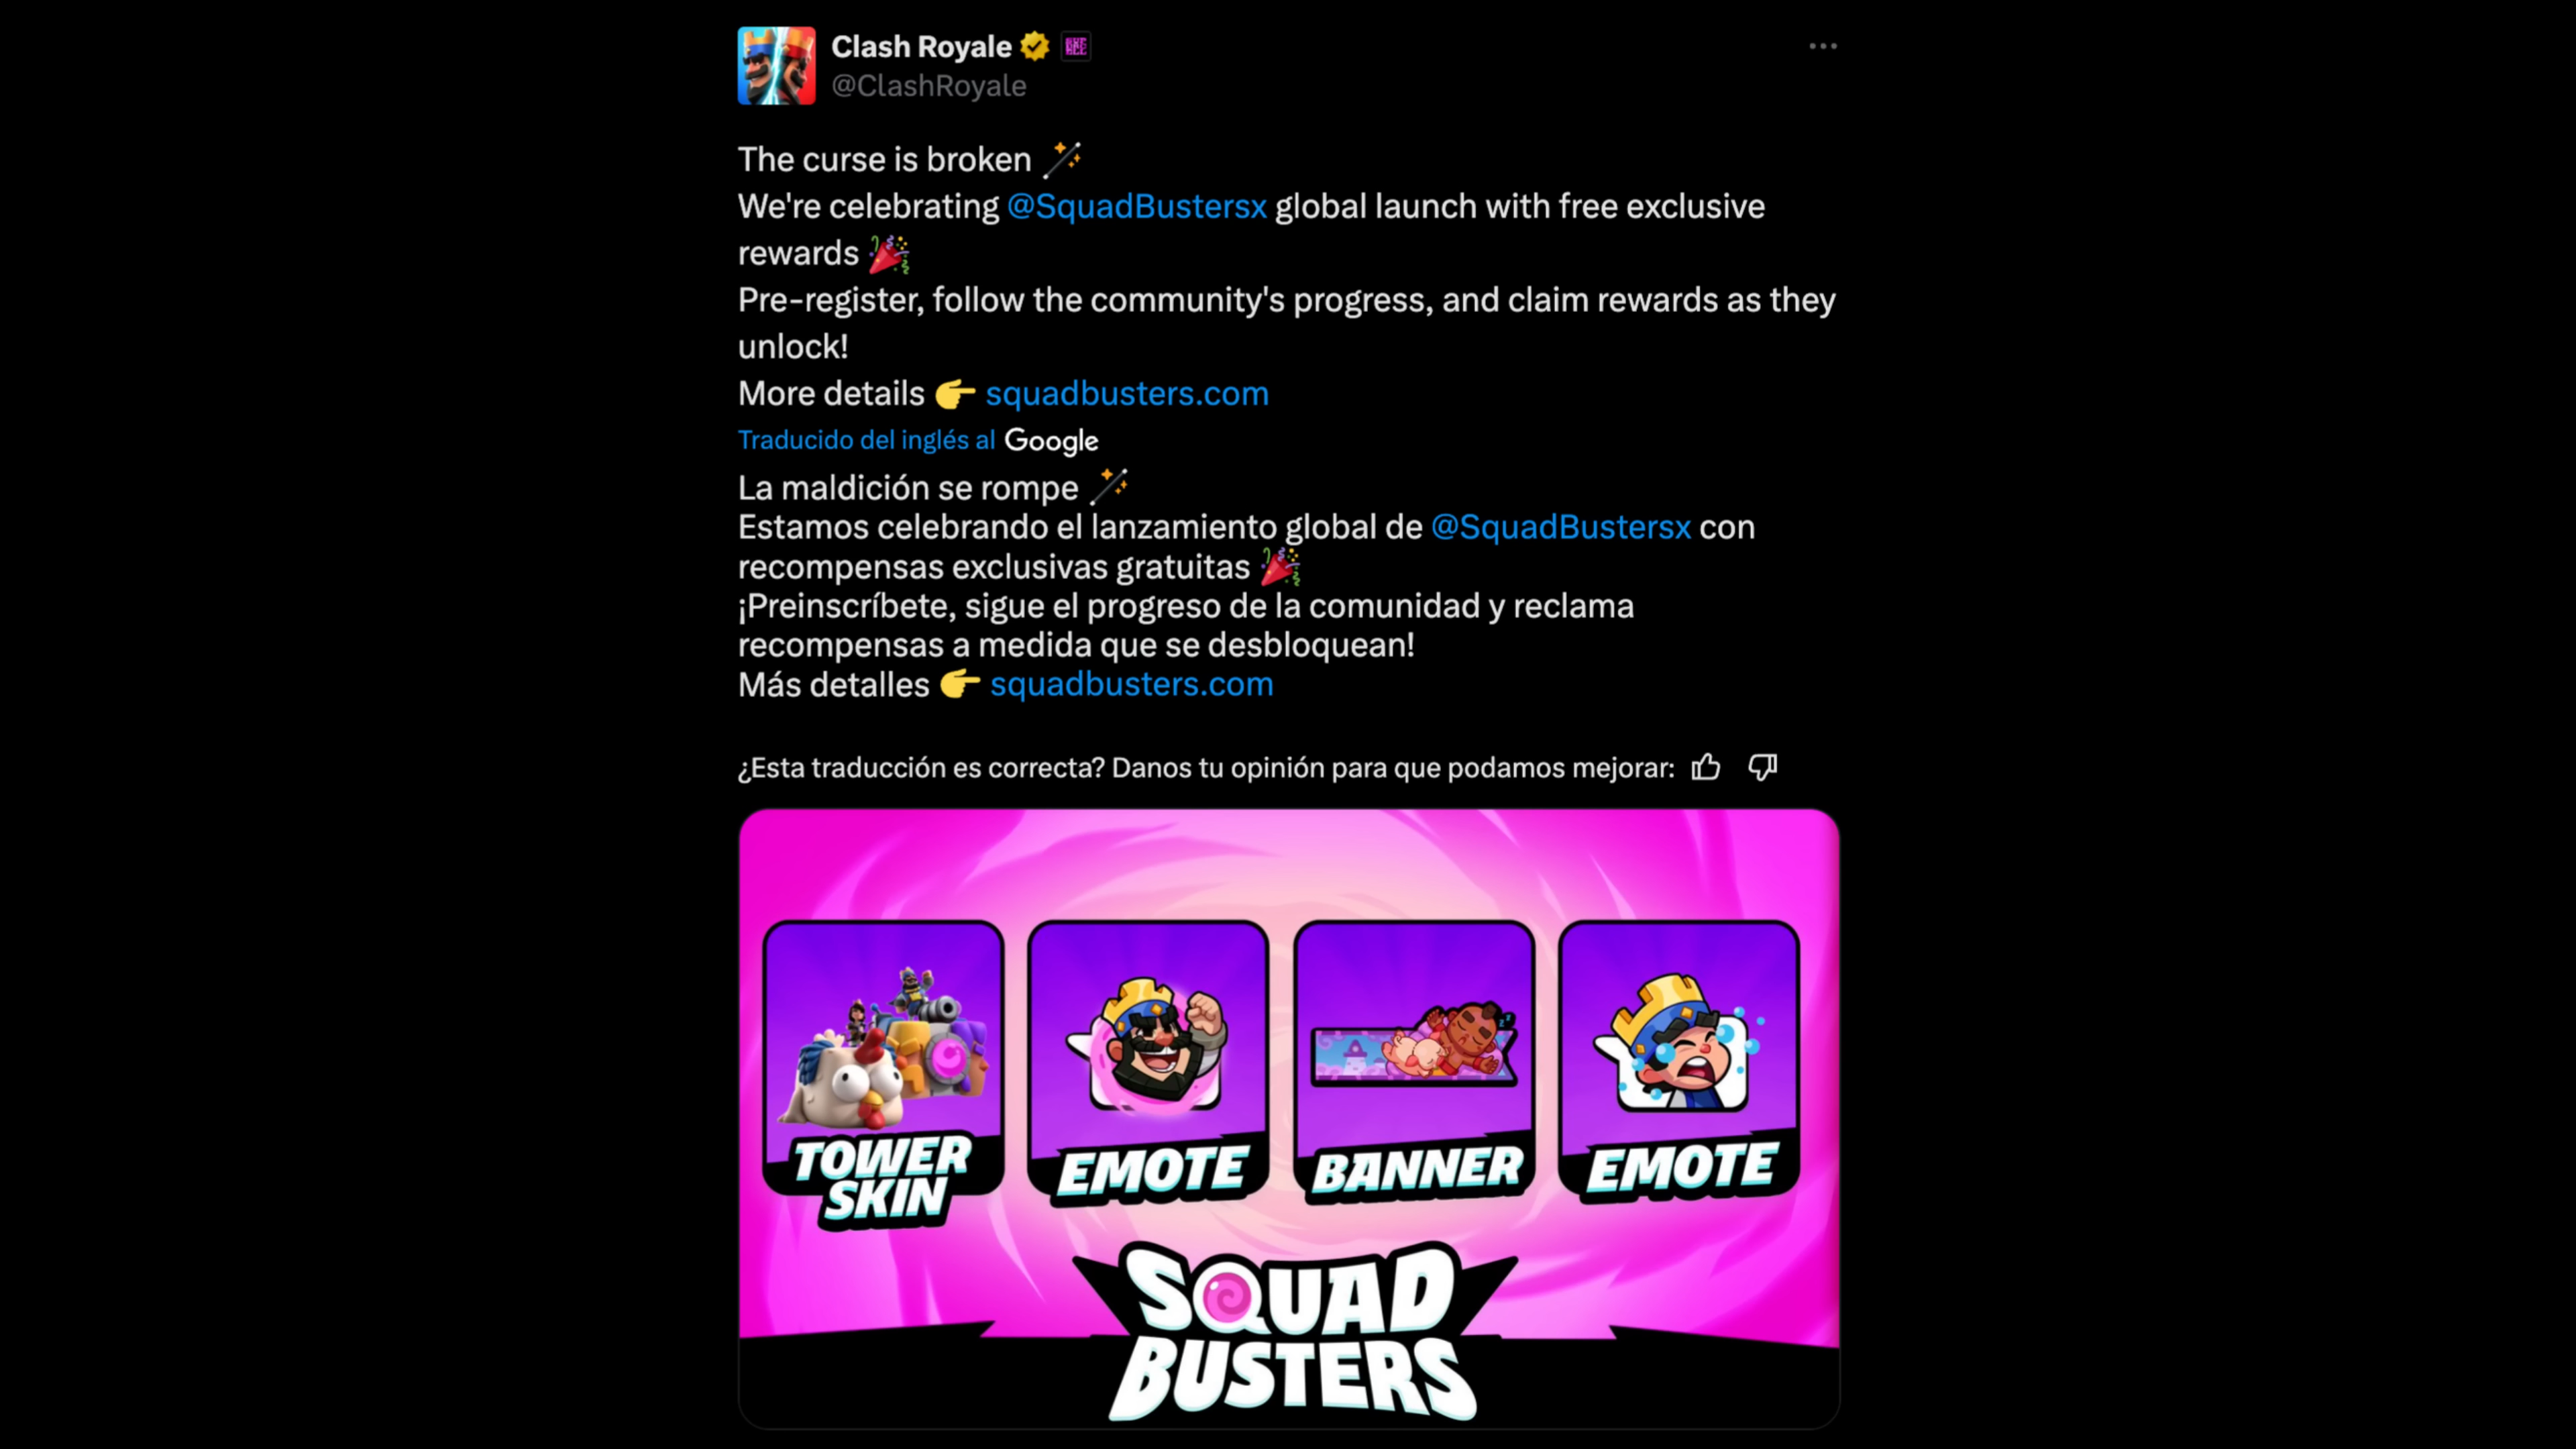 Clash Royale
@ClashRoyale
The curse is broken 🪄
We're celebrating @SquadBustersx global launch with free exclusive
rewards 🎉
Pre-register, follow the community's progress, and claim rewards as they
unlock!
More details 👉 squadbusters.com
Traducido del inglés al Google
La maldición se rompe 🪄
Estamos celebrando el lanzamiento global de @SquadBustersx con
recompensas exclusivas gratuitas 🎉
¡Preinscríbete, sigue el progreso de la comunidad y reclama
recompensas a medida que se desbloquean!
Más detalles 👉 squadbusters.com
¿Esta traducción es correcta? Danos tu opinión para que podamos mejorar:
TOWER
SKIN
EMOTE
BANNER
EMOTE
SQUAD
BUSTERS